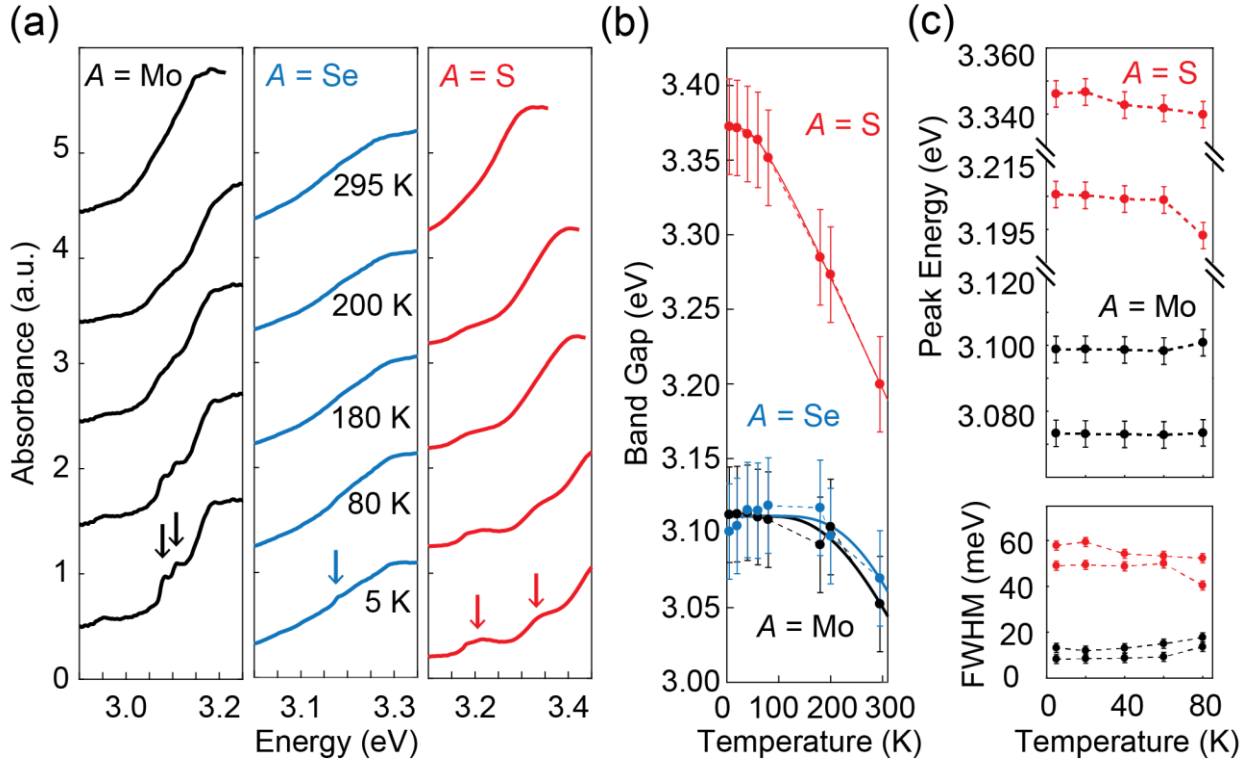 (a)
A = Mo
A = Se
A = S
Absorbance (a.u.)
5
4
3
2
1
0
295 K
200 K
180 K
80 K
5 K
3.0
3.2
3.1
3.3
3.2
3.4
Energy (eV)
(b)
Band Gap (eV)
3.40
3.35
3.30
3.25
3.20
3.15
3.10
3.05
3.00
A = S
A = Se
A = Mo
0
100
200
300
Temperature (K)
(c)
Peak Energy (eV)
3.360
3.340
3.215
3.195
3.120
3.100
3.080
A = S
A = Mo
FWHM (meV)
60
40
20
0
0
20
40
60
80
Temperature (K)